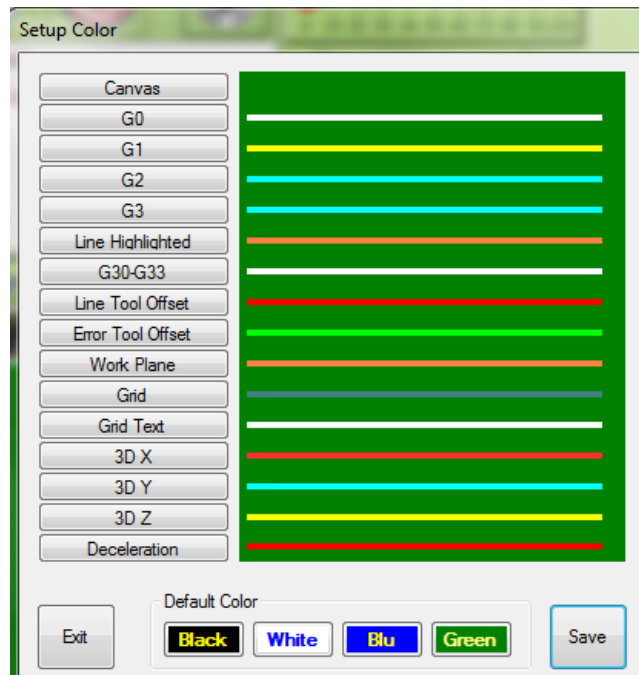 Setup Color
Canvas
G0
G1
G2
G3
Line Highlighted
G30-G33
Line Tool Offset
Error Tool Offset
Work Plane
Grid
Grid Text
3D X
3D Y
3D Z
Deceleration
Default Color
Exit Black White Blu Green Save